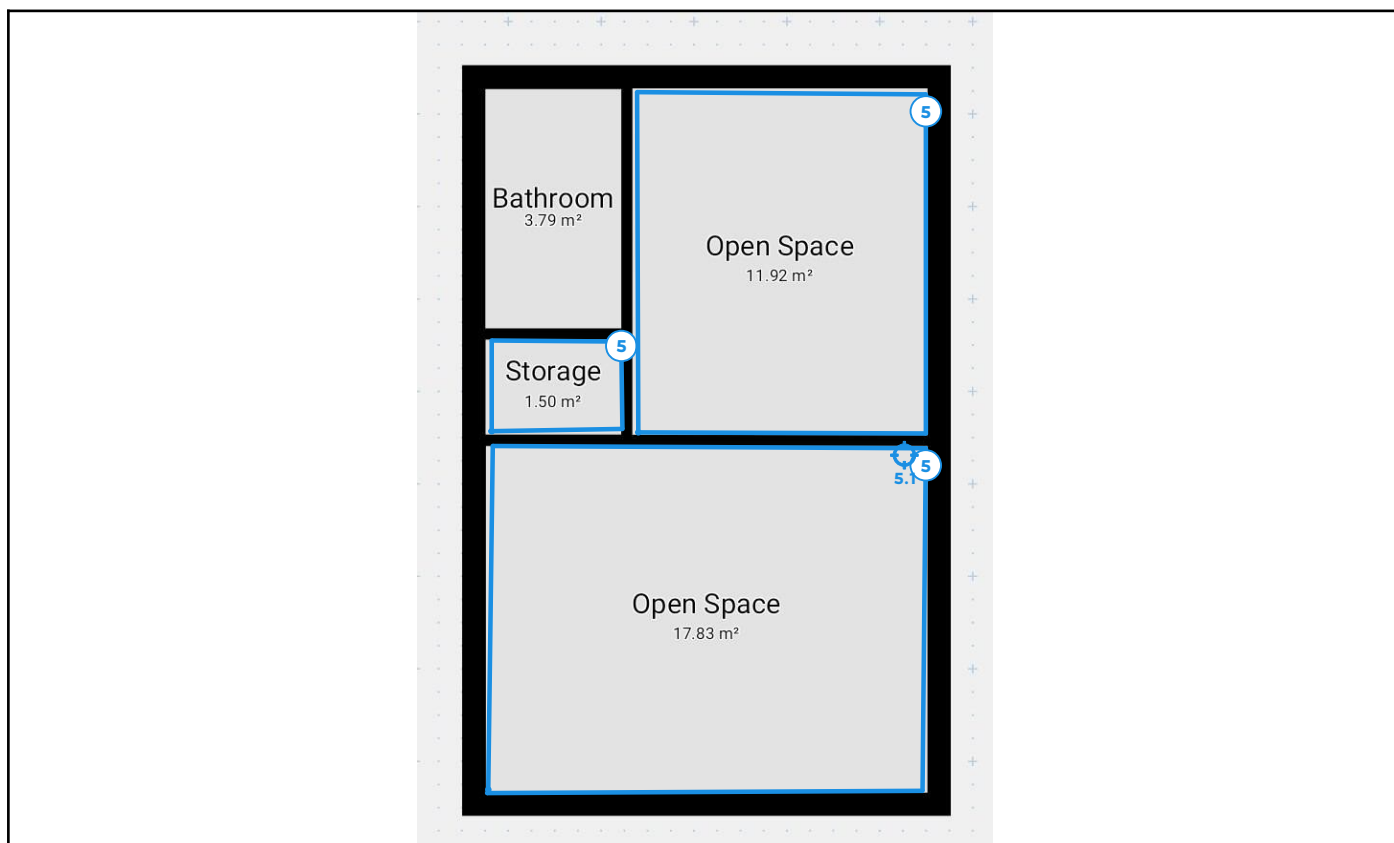 5
Bathroom
3.79 m²
Open Space
11.92 m²
5
Storage
1.50 m²
5
5.1
Open Space
17.83 m²